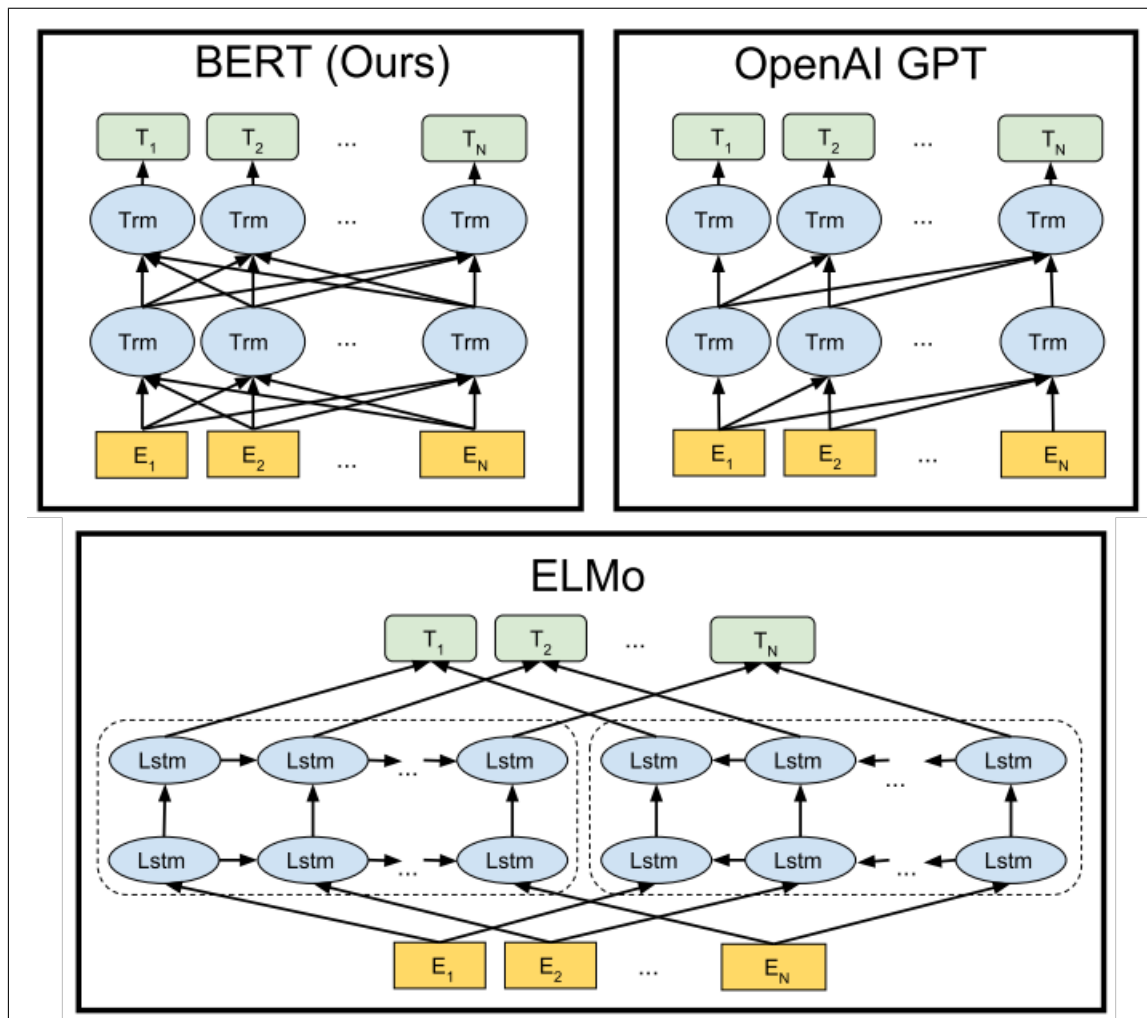 BERT (Ours)
T1 T2 ... TN
Trm Trm ... Trm
Trm Trm ... Trm
E1 E2 ... EN
OpenAI GPT
T1 T2 ... TN
Trm Trm ... Trm
Trm Trm ... Trm
E1 E2 ... EN
ELMo
T1 T2 ... TN
Lstm Lstm ... Lstm Lstm Lstm ... Lstm
Lstm Lstm ... Lstm Lstm Lstm ... Lstm
E1 E2 ... EN